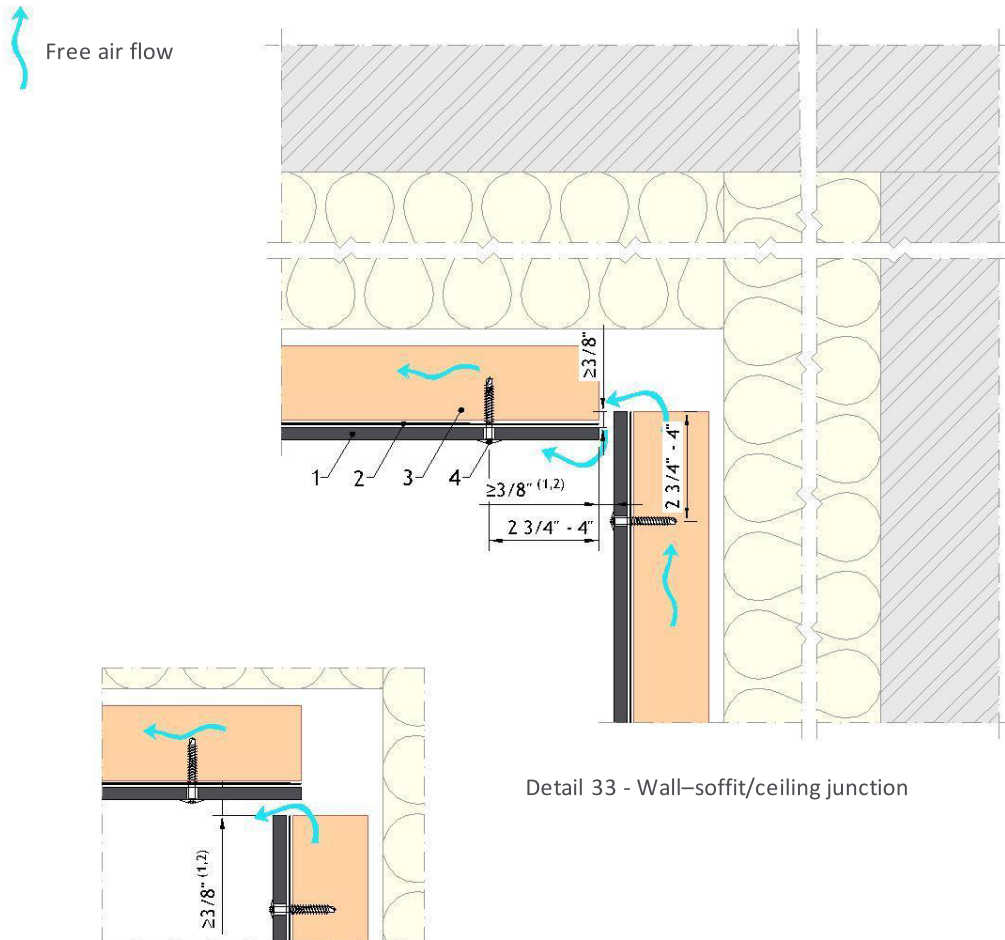 Free air flow
≥3/8"
2 3/4" - 4"
1
2
3
4
≥3/8" (1,2)
2 3/4" - 4"
Detail 33 - Wall–soffit/ceiling junction
≥3/8" (1,2)